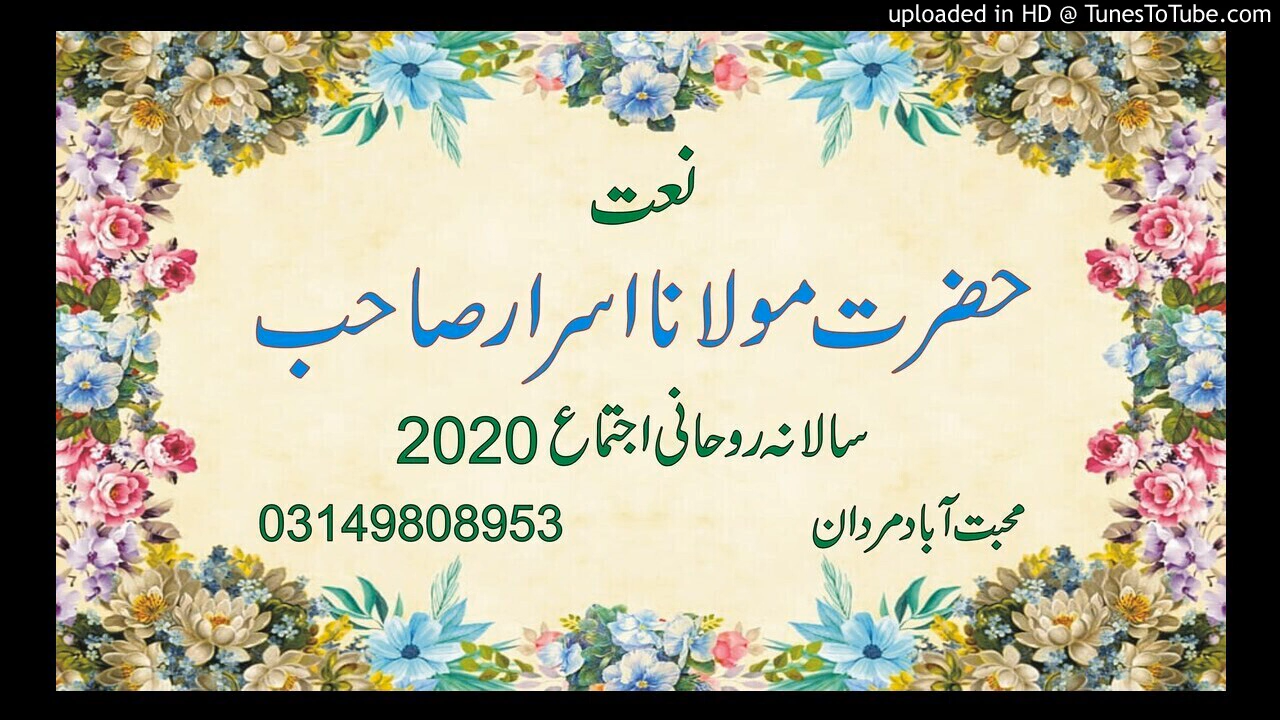 uploaded in HD @ TunesToTube.com
نعت
حضرت مولانا اسرار صاحب
سالانہ روحانی اجتماع 2020
محبت آباد مردان 03149808953